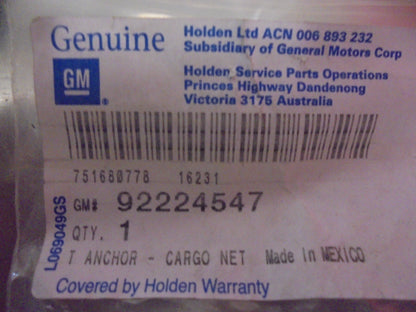 Genuine
Holden Ltd ACN 006 893 232
Subsidiary of General Motors Corp
GM
®
Holden Service Parts Operations
Princes Highway Dandenong
Victoria 3175 Australia
751680778 16231
GM# 92224547
QTY. 1
T ANCHOR - CARGO NET Made in MEXICO
L069049GS
Covered by Holden Warranty